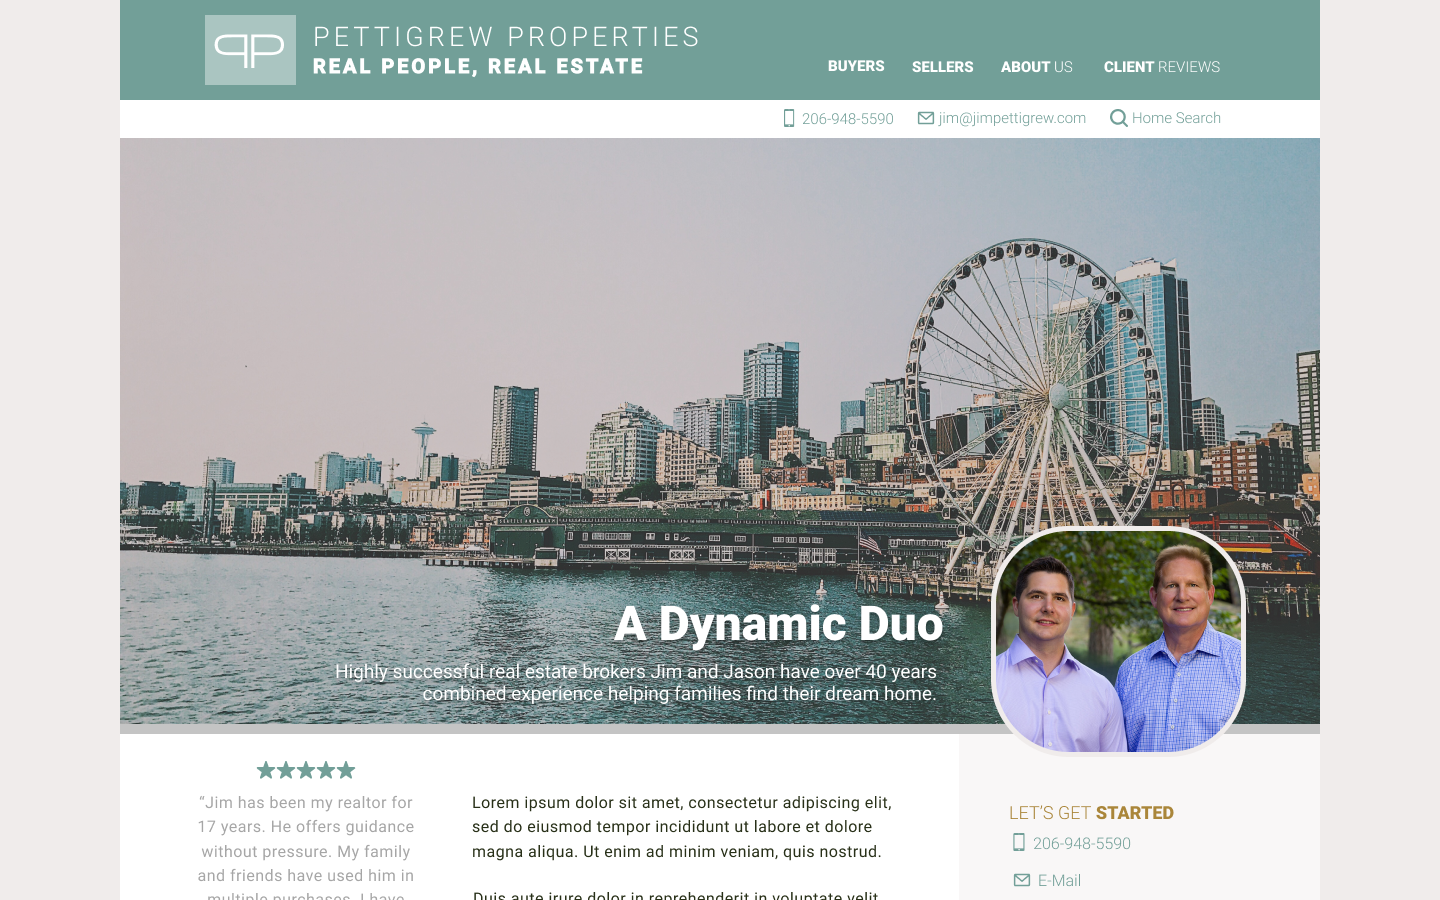 PETTIGREW PROPERTIES
REAL PEOPLE, REAL ESTATE
BUYERS SELLERS ABOUT US CLIENT REVIEWS
206-948-5590 jim@jimpettigrew.com Home Search
A Dynamic Duo
Highly successful real estate brokers Jim and Jason have over 40 years
combined experience helping families find their dream home.
“Jim has been my realtor for
17 years. He offers guidance
without pressure. My family
and friends have used him in
multiple purchases. I have
Lorem ipsum dolor sit amet, consectetur adipiscing elit,
sed do eiusmod tempor incididunt ut labore et dolore
magna aliqua. Ut enim ad minim veniam, quis nostrud.
Duis aute irure dolor in reprehenderit in voluptate velit
LET'S GET STARTED
206-948-5590
E-Mail